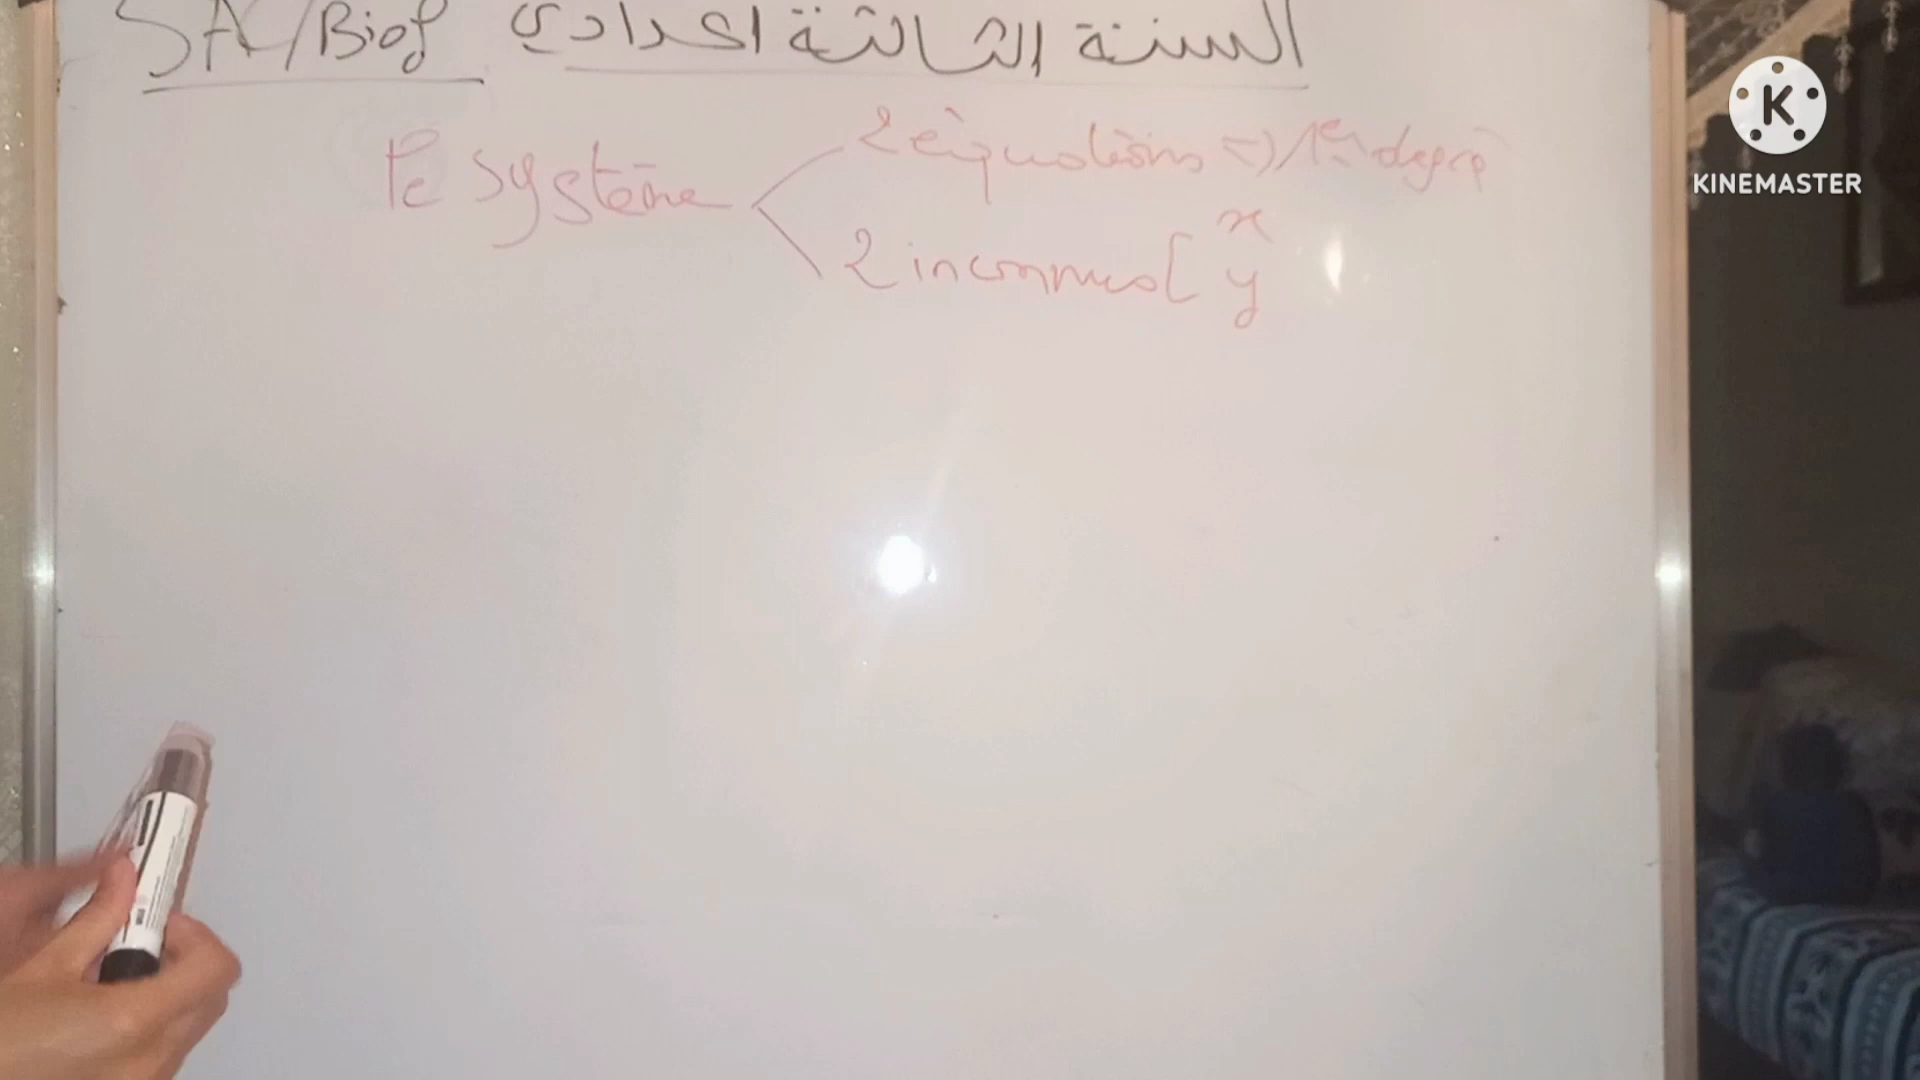 3AC/Biof السنة الثالثة اعدادي
le système
2 équations => 1er degré
2 inconnues [ x
y
KINEMASTER